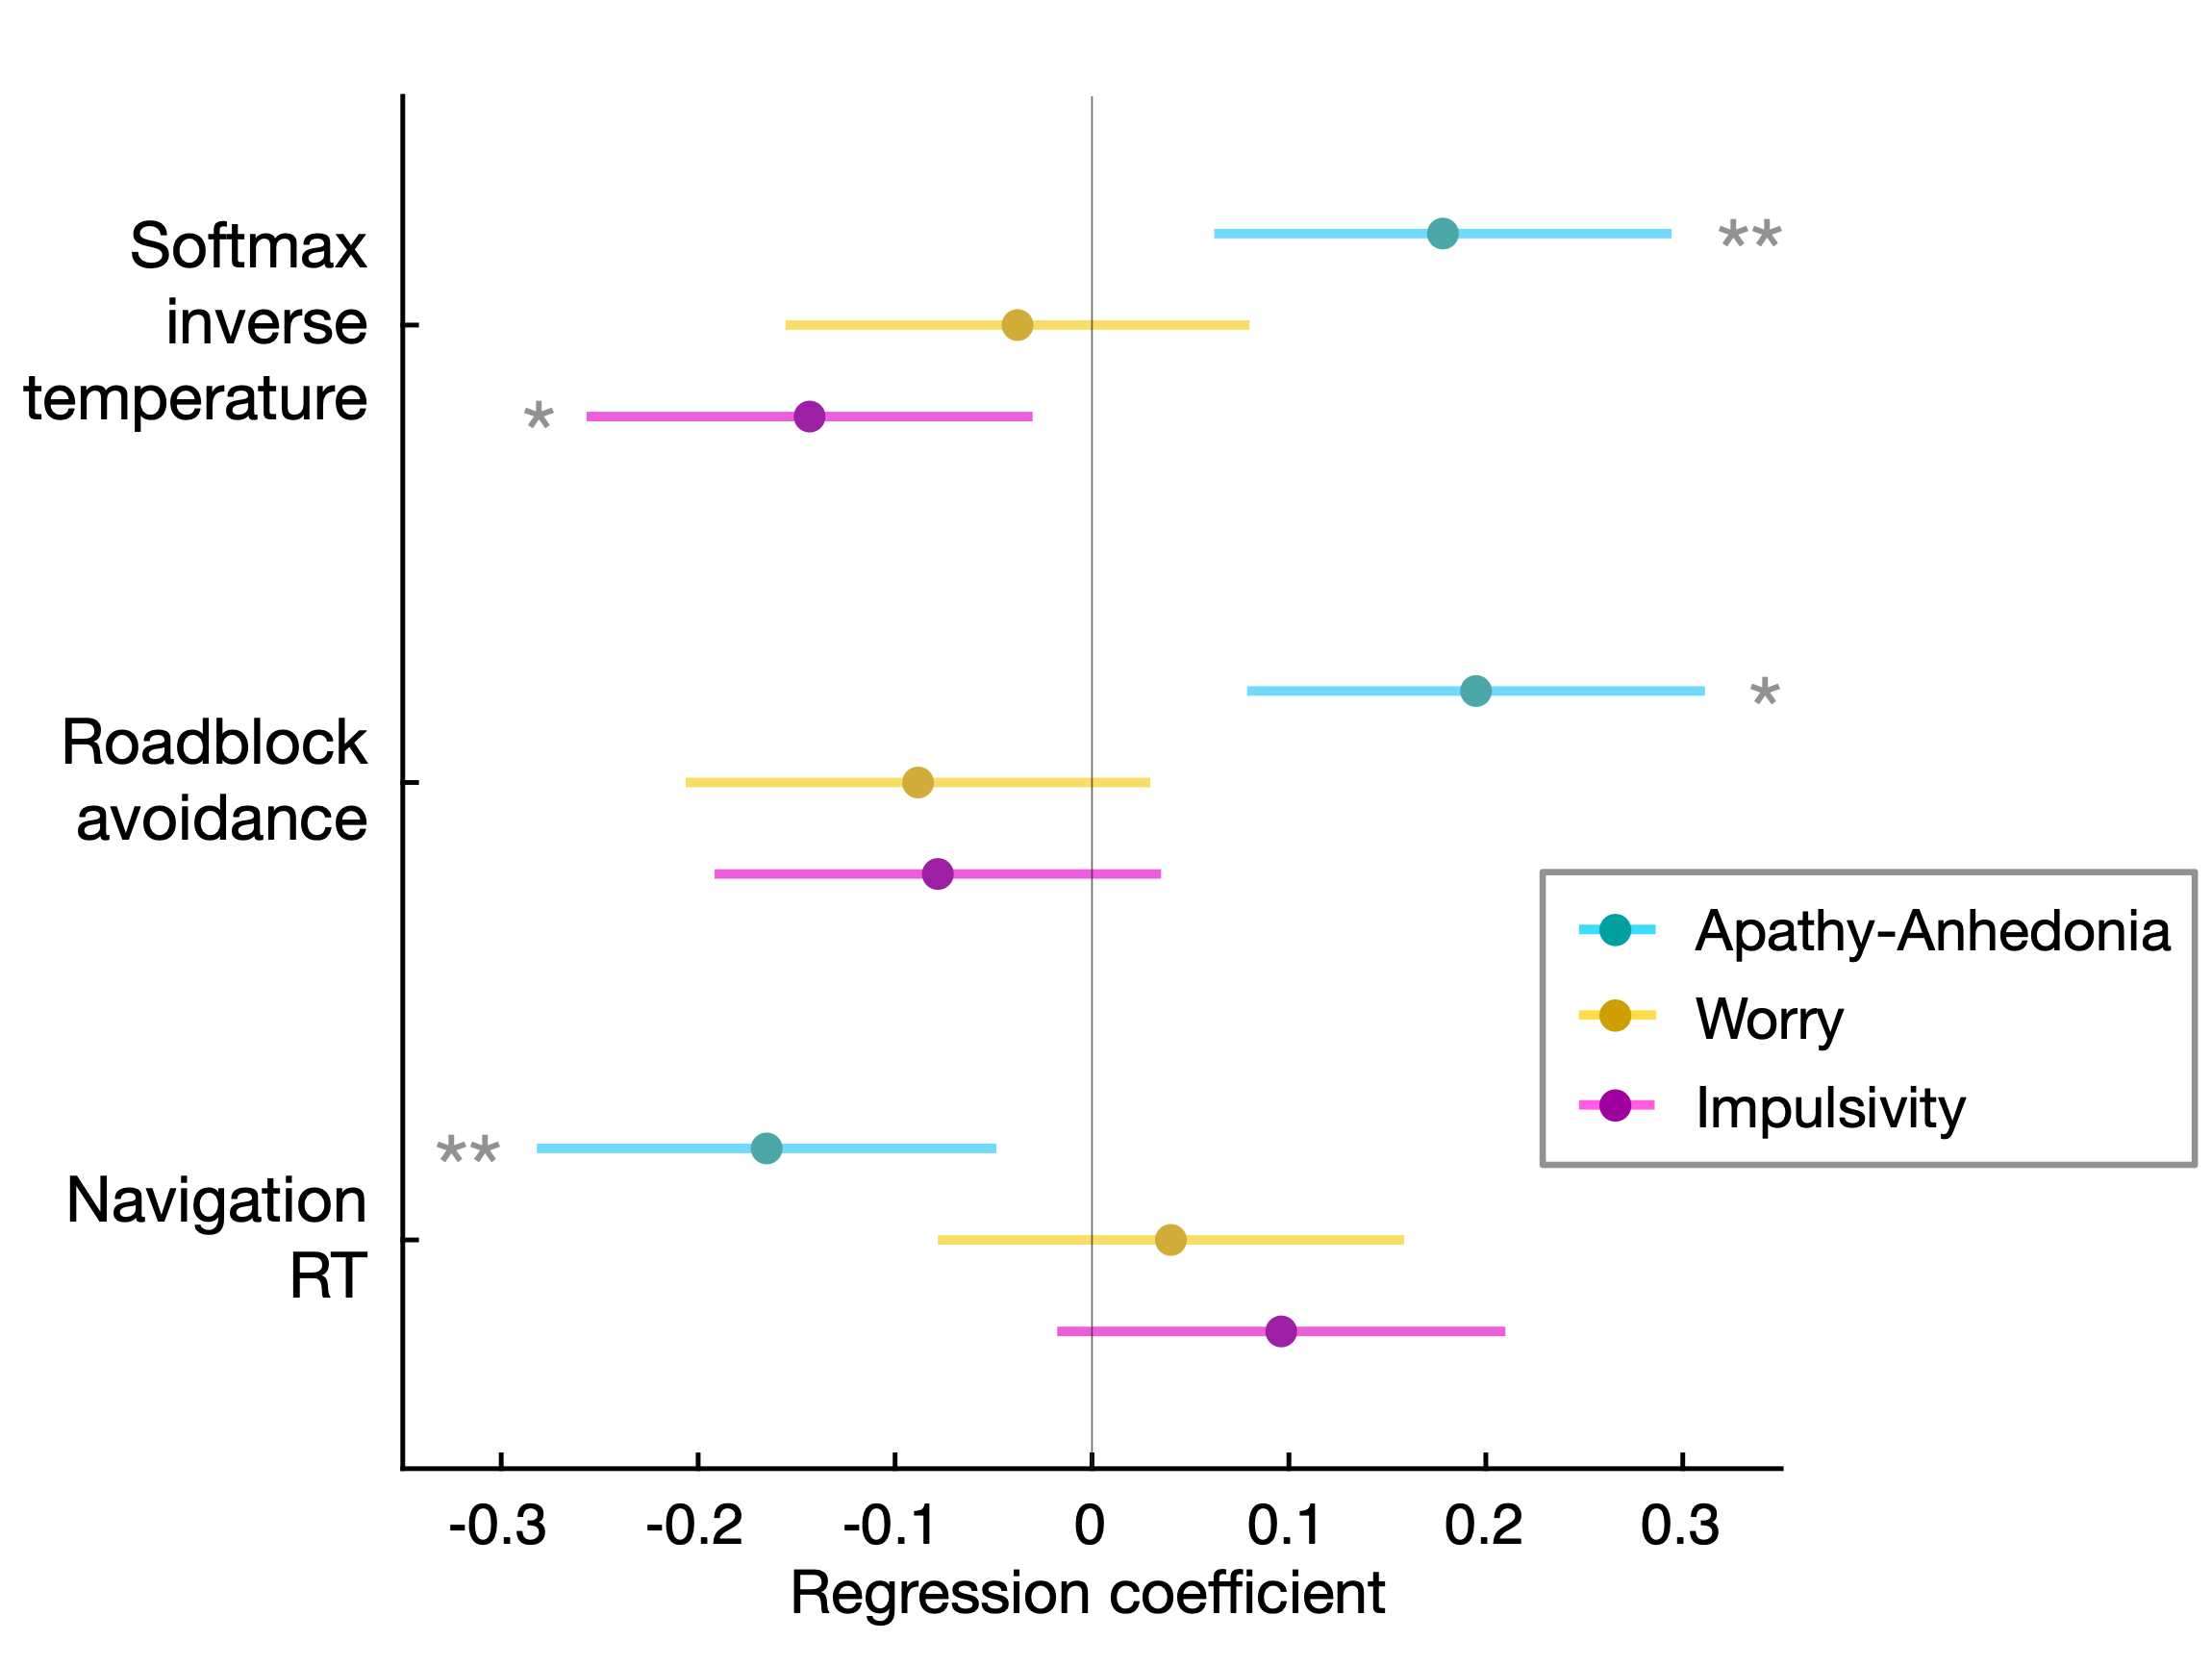 Softmax
inverse
temperature
**
*
Roadblock
avoidance
*
Navigation
RT
**
Apathy-Anhedonia
Worry
Impulsivity
-0.3 -0.2 -0.1 0 0.1 0.2 0.3
Regression coefficient